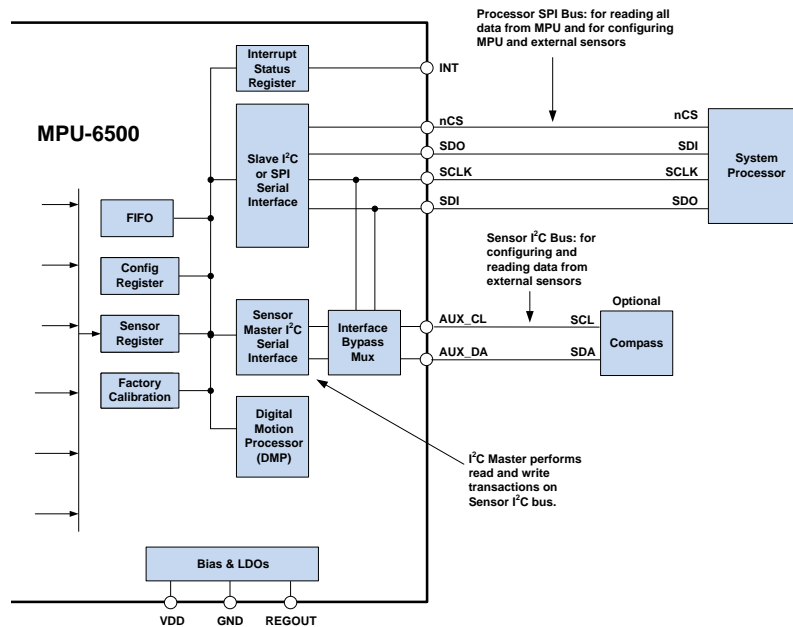 Processor SPI Bus: for reading all
data from MPU and for configuring
MPU and external sensors
Interrupt
Status
Register
INT
MPU-6500
Slave I²C
or SPI
Serial
Interface
nCS
SDO
SCLK
SDI
nCS
SDI
SCLK
SDO
System
Processor
FIFO
Config
Register
Sensor
Register
Factory
Calibration
Sensor I²C Bus: for
configuring and
reading data from
external sensors
Sensor
Master I²C
Serial
Interface
Interface
Bypass
Mux
AUX_CL
AUX_DA
SCL
SDA
Optional
Compass
Digital
Motion
Processor
(DMP)
I²C Master performs
read and write
transactions on
Sensor I²C bus.
Bias & LDOs
VDD
GND
REGOUT